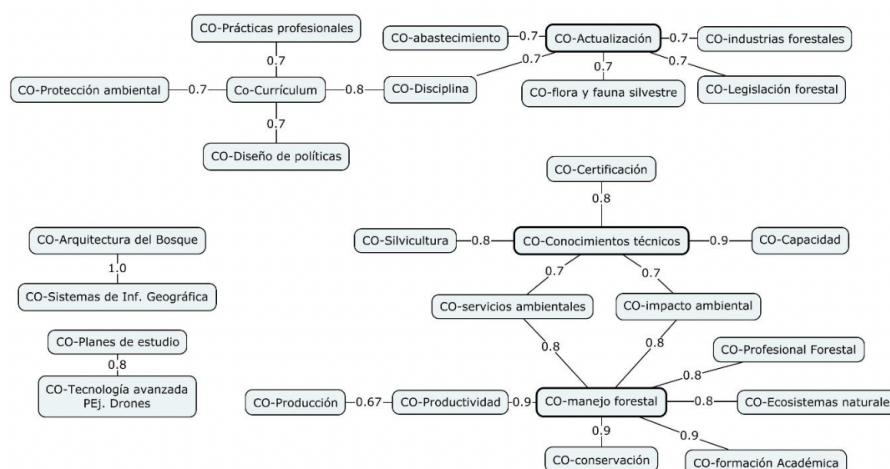 CO-Prácticas profesionales
0.7
CO-Protección ambiental
0.7
Co-Currículum
0.8
CO-Disciplina
0.7
CO-Diseño de políticas
CO-abastecimiento
0.7
CO-Actualización
0.7
CO-industrias forestales
0.7
0.7
0.7
CO-flora y fauna silvestre
CO-Legislación forestal
CO-Certificación
0.8
CO-Silvicultura
0.8
CO-Conocimientos técnicos
0.9
CO-Capacidad
0.7
0.7
CO-servicios ambientales
CO-impacto ambiental
0.8
0.8
CO-Arquitectura del Bosque
1.0
CO-Sistemas de Inf. Geográfica
CO-Planes de estudio
0.8
CO-Tecnología avanzada
PEj. Drones
CO-Producción
0.67
CO-Productividad
0.9
CO-manejo forestal
0.8
CO-Profesional Forestal
0.8
CO-Ecosistemas naturale
0.9
CO-conservación
0.9
CO-formación Académica